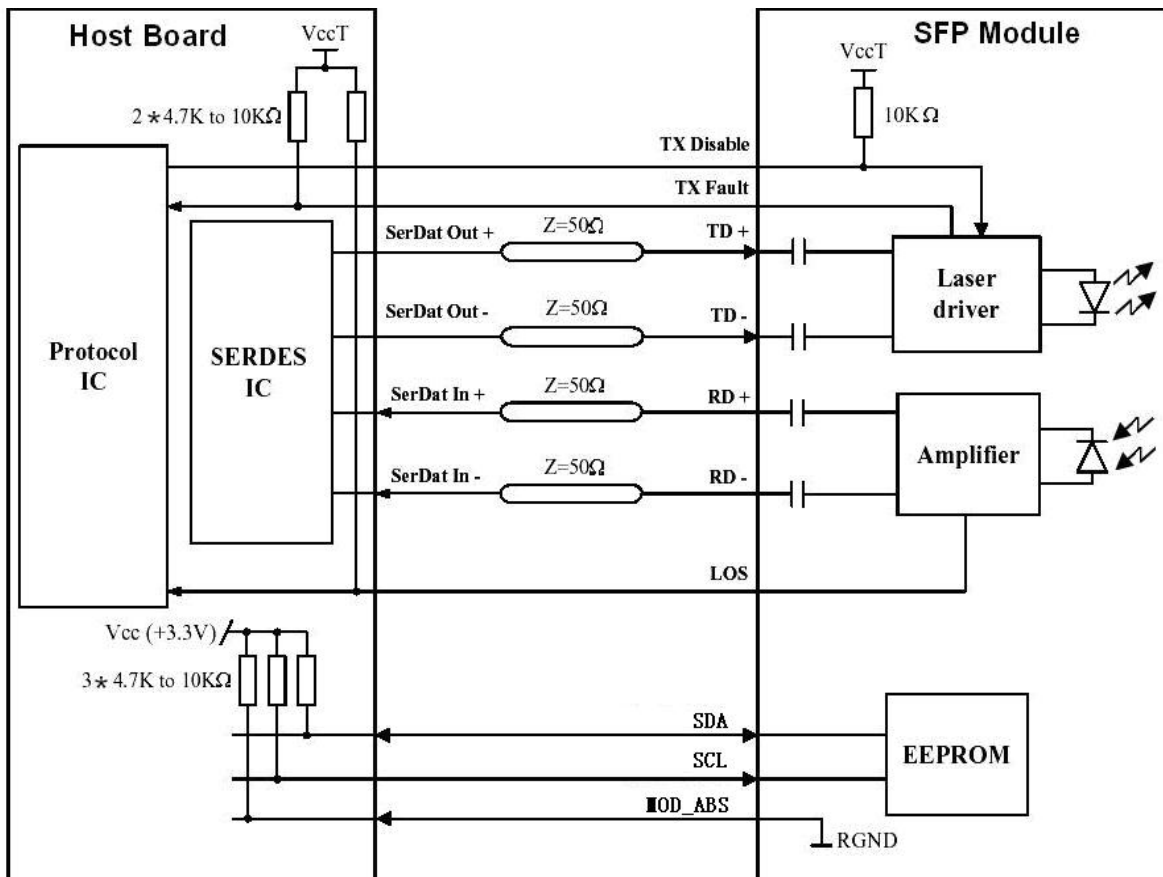 Host Board
SFP Module
VccT
VccT
2*4.7K to 10KΩ
10KΩ
TX Disable
TX Fault
SerDat Out +
Z=50Ω
TD +
Laser driver
SerDat Out -
Z=50Ω
TD -
Protocol IC
SERDES IC
SerDat In +
Z=50Ω
RD +
Amplifier
SerDat In -
Z=50Ω
RD -
LOS
Vcc (+3.3V)
3*4.7K to 10KΩ
SDA
EEPROM
SCL
MOD_ABS
RGND